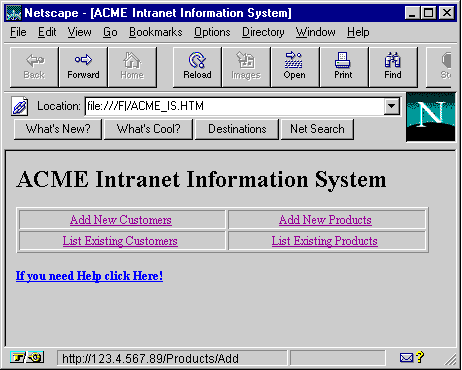 Netscape - [ACME Intranet Information System]
File Edit View Go Bookmarks Options Directory Window Help
Back Forward Home Reload Images Open Print Find Sto
Location: file:///F|/ACME_IS.HTM
N
What's New? What's Cool? Destinations Net Search
ACME Intranet Information System
Add New Customers Add New Products
List Existing Customers List Existing Products
If you need Help click Here!
http://123.4.567.89/Products/Add
?